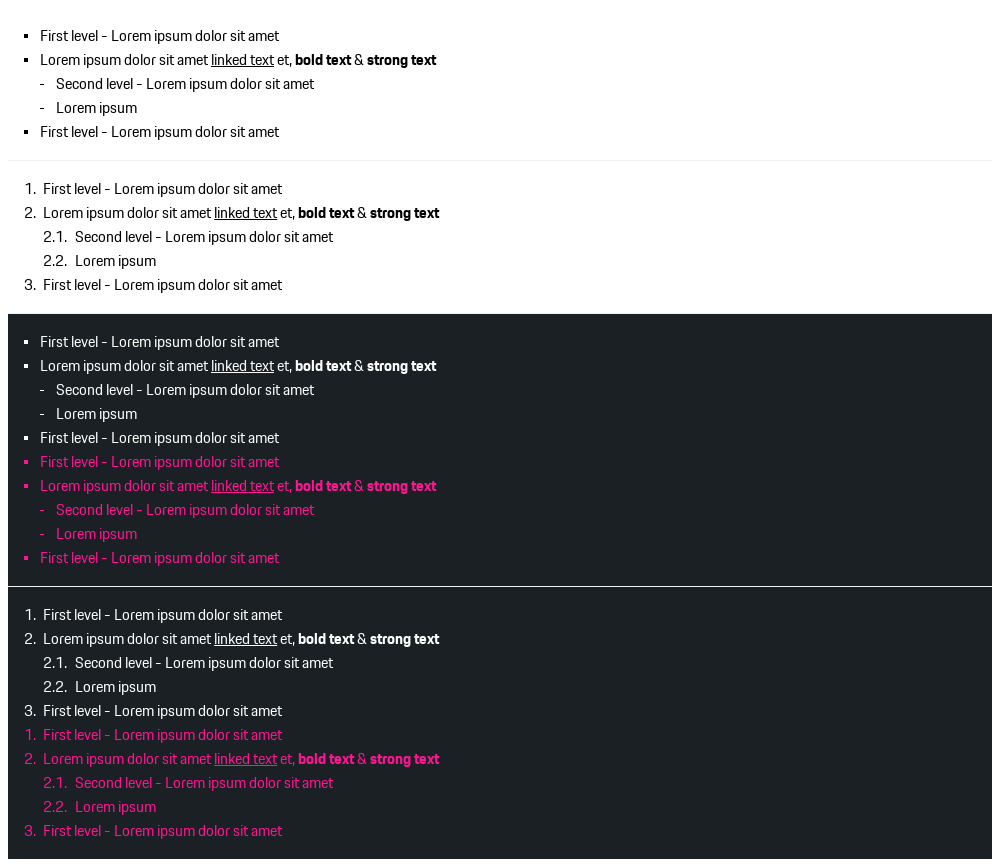 ▪ First level - Lorem ipsum dolor sit amet
▪ Lorem ipsum dolor sit amet linked text et, bold text & strong text
- Second level - Lorem ipsum dolor sit amet
- Lorem ipsum
▪ First level - Lorem ipsum dolor sit amet
1. First level - Lorem ipsum dolor sit amet
2. Lorem ipsum dolor sit amet linked text et, bold text & strong text
2.1. Second level - Lorem ipsum dolor sit amet
2.2. Lorem ipsum
3. First level - Lorem ipsum dolor sit amet
▪ First level - Lorem ipsum dolor sit amet
▪ Lorem ipsum dolor sit amet linked text et, bold text & strong text
- Second level - Lorem ipsum dolor sit amet
- Lorem ipsum
▪ First level - Lorem ipsum dolor sit amet
▪ First level - Lorem ipsum dolor sit amet
▪ Lorem ipsum dolor sit amet linked text et, bold text & strong text
- Second level - Lorem ipsum dolor sit amet
- Lorem ipsum
▪ First level - Lorem ipsum dolor sit amet
1. First level - Lorem ipsum dolor sit amet
2. Lorem ipsum dolor sit amet linked text et, bold text & strong text
2.1. Second level - Lorem ipsum dolor sit amet
2.2. Lorem ipsum
3. First level - Lorem ipsum dolor sit amet
1. First level - Lorem ipsum dolor sit amet
2. Lorem ipsum dolor sit amet linked text et, bold text & strong text
2.1. Second level - Lorem ipsum dolor sit amet
2.2. Lorem ipsum
3. First level - Lorem ipsum dolor sit amet